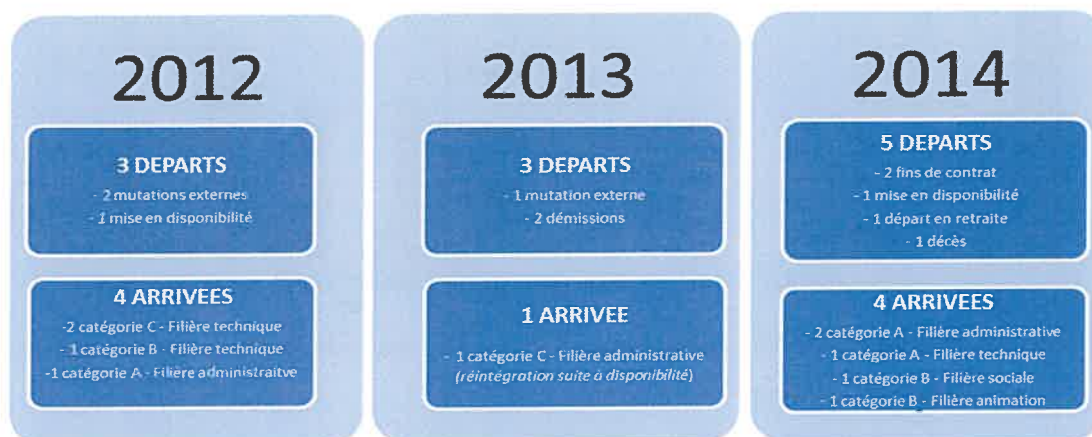 2012
3 DEPARTS
- 2 mutations externes
- 1 mise en disponibilité
4 ARRIVEES
-2 catégorie C - Filière technique
- 1 catégorie B - Filière technique
-1 catégorie A - Filière administraitve
2013
3 DEPARTS
- 1 mutation externe
- 2 démissions
1 ARRIVEE
- 1 catégorie C - Filière administrative
(réintégration suite à disponibilité)
2014
5 DEPARTS
- 2 fins de contrat
- 1 mise en disponibilité
- 1 départ en retraite
- 1 décès
4 ARRIVEES
- 2 catégorie A - Filière administrative
- 1 catégorie A - Filière technique
- 1 catégorie B - Filière sociale
- 1 catégorie B - Filière animation